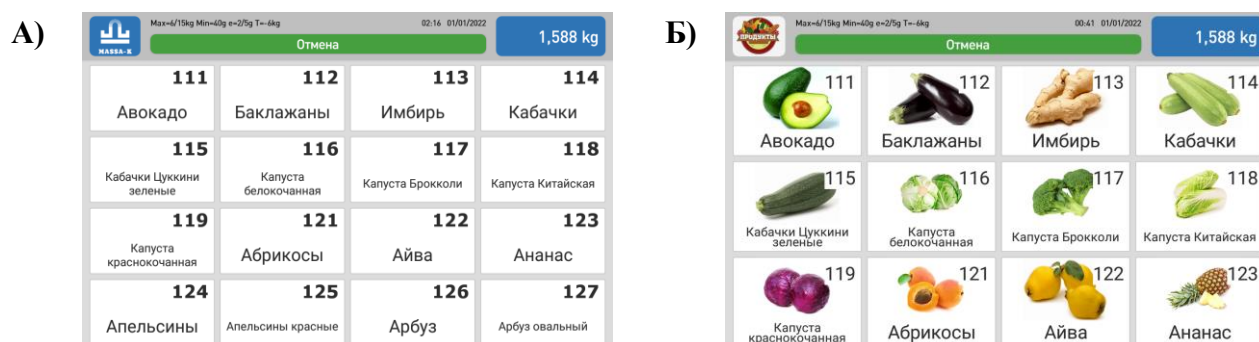 А)
MASSA-K
Max=6/15kg Min=40g e=2/5g T=-6kg
02:16 01/01/2022
Отмена
1,588 kg
111
112
113
114
Авокадо
Баклажаны
Имбирь
Кабачки
115
116
117
118
Кабачки Цуккини
зеленые
Капуста
белокочанная
Капуста Брокколи
Капуста Китайская
119
121
122
123
Капуста
краснокочанная
Абрикосы
Айва
Ананас
124
125
126
127
Апельсины
Апельсины красные
Арбуз
Арбуз овальный
Б)
ПРОДУКТЫ
Max=6/15kg Min=40g e=2/5g T=-6kg
00:41 01/01/2022
Отмена
1,588 kg
111
112
113
114
Авокадо
Баклажаны
Имбирь
Кабачки
115
116
117
118
Кабачки Цуккини
зеленые
Капуста
белокочанная
Капуста Брокколи
Капуста Китайская
119
121
122
123
Капуста
краснокочанная
Абрикосы
Айва
Ананас